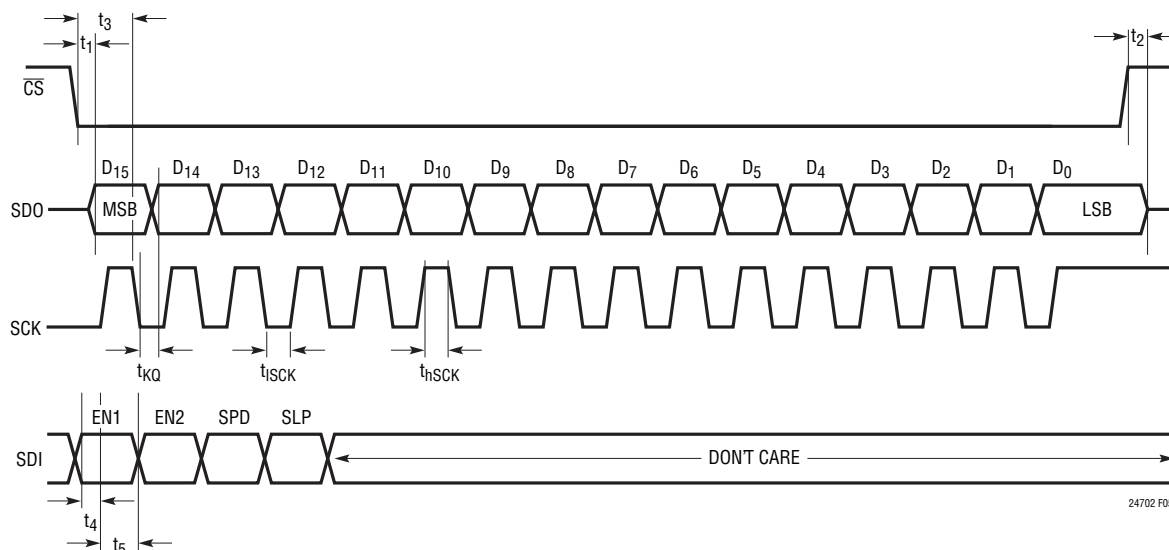 t3
t1
t2
CS
D15 D14 D13 D12 D11 D10 D9 D8 D7 D6 D5 D4 D3 D2 D1 D0
SDO MSB LSB
SCK
tKQ tlSCK thSCK
EN1 EN2 SPD SLP
SDI DON'T CARE
t4
t5